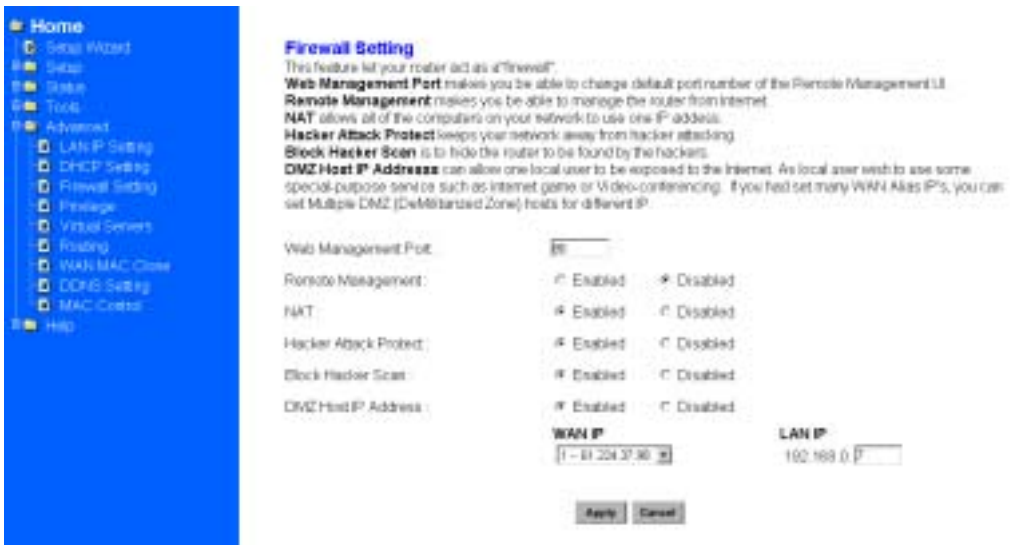 Home
Setup Wizard
Setup
Status
Tools
Advanced
LAN IP Setting
DHCP Setting
Firewall Setting
Privilege
Virtual Servers
Routing
WAN MAC Clone
DDNS Setting
MAC Control
Help
Firewall Setting
This feature let your router act as a "firewall".
Web Management Port makes you be able to change default port number of the Remote Management UI.
Remote Management makes you be able to manage the router from Internet.
NAT allows all of the computers on your network to use one IP address.
Hacker Attack Protect keeps your network away from hacker attacking.
Block Hacker Scan is to hide the router to be found by the hackers.
DMZ Host IP Addresss can allow one local user to be exposed to the Internet. As local user wish to use some
special-purpose service such as internet game or Video-conferencing. If you had set many WAN Alias IP's, you can
set Multiple DMZ (DeMilitarized Zone) hosts for different IP.
Web Management Port:
Remote Management: Enabled Disabled
NAT Enabled Disabled
Hacker Attack Protect: Enabled Disabled
Block Hacker Scan: Enabled Disabled
DMZ Host IP Address: Enabled Disabled
WAN IP LAN IP
192.168.0.
Apply Cancel